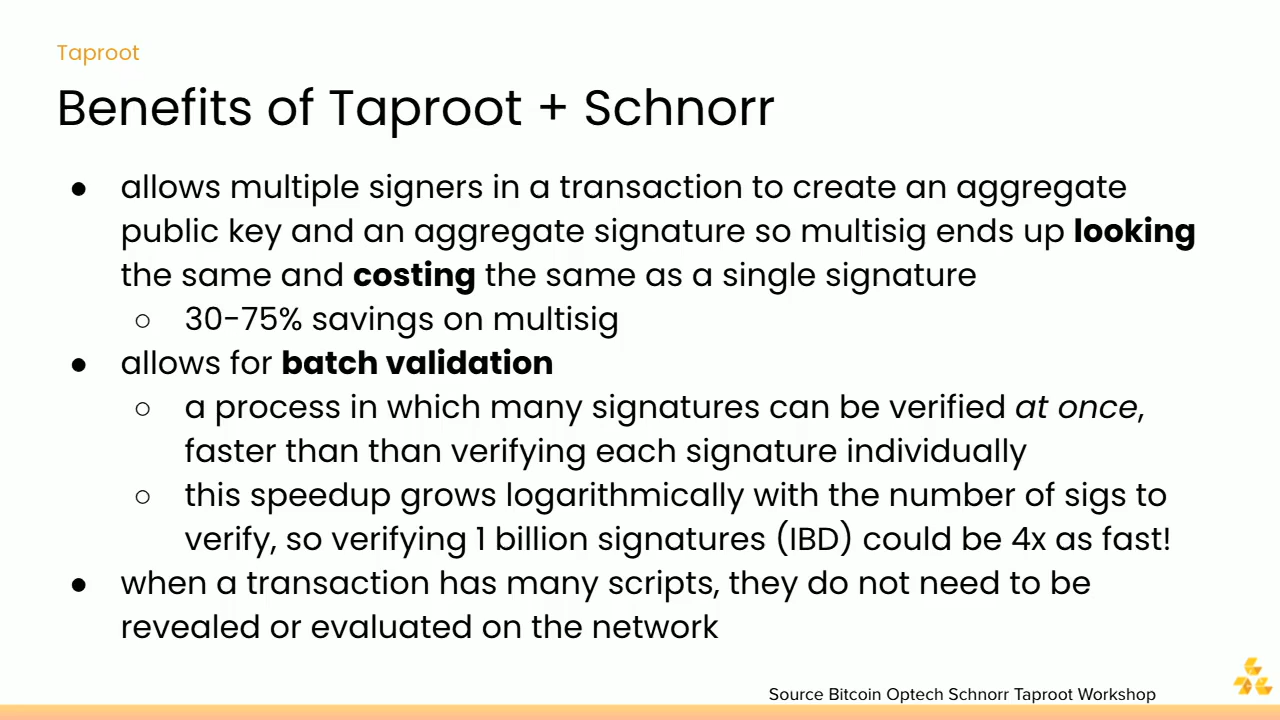 Taproot
Benefits of Taproot + Schnorr
● allows multiple signers in a transaction to create an aggregate
public key and an aggregate signature so multisig ends up looking
the same and costing the same as a single signature
○ 30-75% savings on multisig
● allows for batch validation
○ a process in which many signatures can be verified at once,
faster than than verifying each signature individually
○ this speedup grows logarithmically with the number of sigs to
verify, so verifying 1 billion signatures (IBD) could be 4x as fast!
● when a transaction has many scripts, they do not need to be
revealed or evaluated on the network
Source Bitcoin Optech Schnorr Taproot Workshop